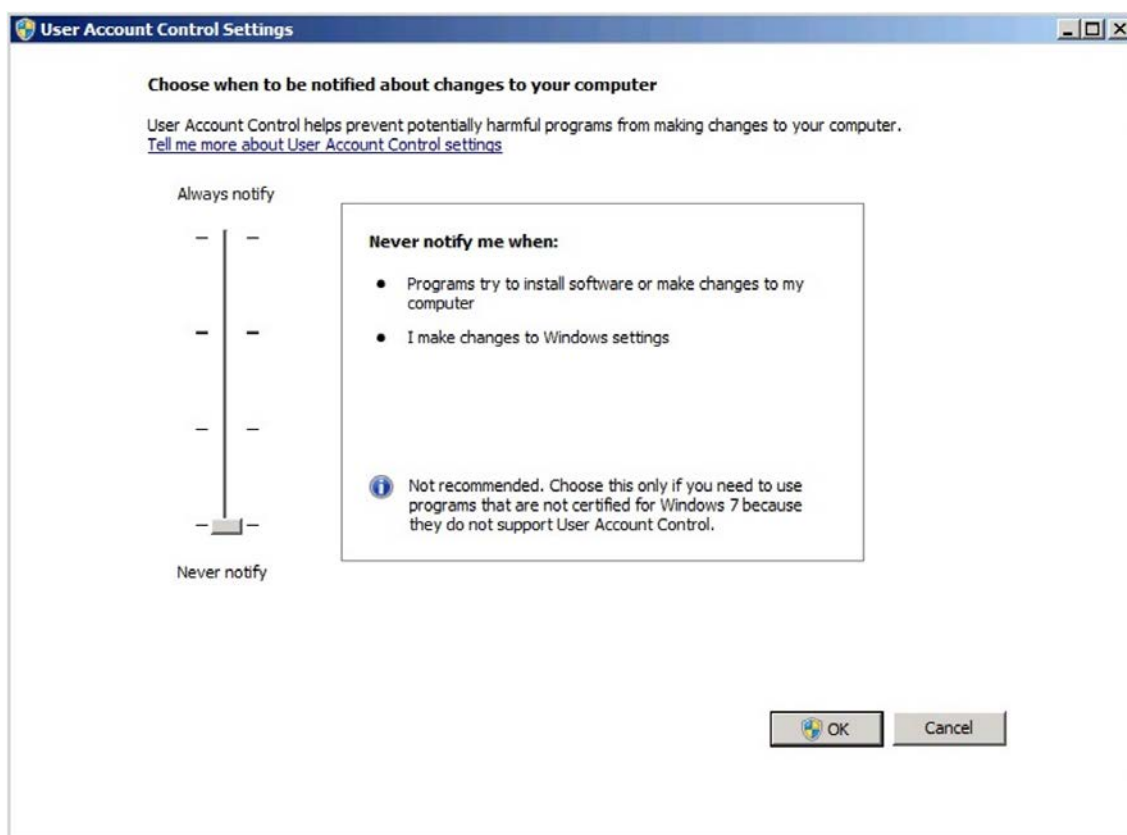 User Account Control Settings
Choose when to be notified about changes to your computer
User Account Control helps prevent potentially harmful programs from making changes to your computer.
Tell me more about User Account Control settings
Always notify
Never notify me when:
• Programs try to install software or make changes to my
computer
• I make changes to Windows settings
Not recommended. Choose this only if you need to use
programs that are not certified for Windows 7 because
they do not support User Account Control.
Never notify
OK
Cancel